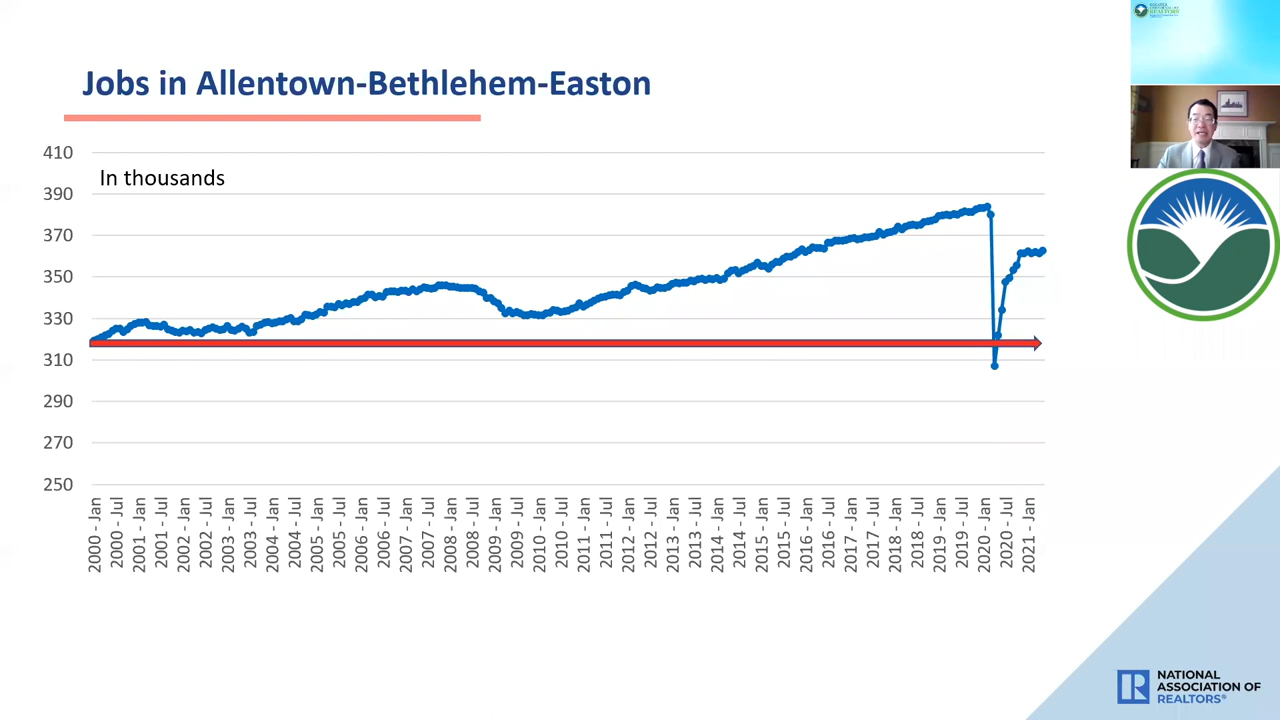 Jobs in Allentown-Bethlehem-Easton
In thousands
410
390
370
350
330
310
290
270
250
2000 - Jan
2000 - Jul
2001 - Jan
2001 - Jul
2002 - Jan
2002 - Jul
2003 - Jan
2003 - Jul
2004 - Jan
2004 - Jul
2005 - Jan
2005 - Jul
2006 - Jan
2006 - Jul
2007 - Jan
2007 - Jul
2008 - Jan
2008 - Jul
2009 - Jan
2009 - Jul
2010 - Jan
2010 - Jul
2011 - Jan
2011 - Jul
2012 - Jan
2012 - Jul
2013 - Jan
2013 - Jul
2014 - Jan
2014 - Jul
2015 - Jan
2015 - Jul
2016 - Jan
2016 - Jul
2017 - Jan
2017 - Jul
2018 - Jan
2018 - Jul
2019 - Jan
2019 - Jul
2020 - Jan
2020 - Jul
2021 - Jan
REALTORS
R
NATIONAL
ASSOCIATION OF
REALTORS®